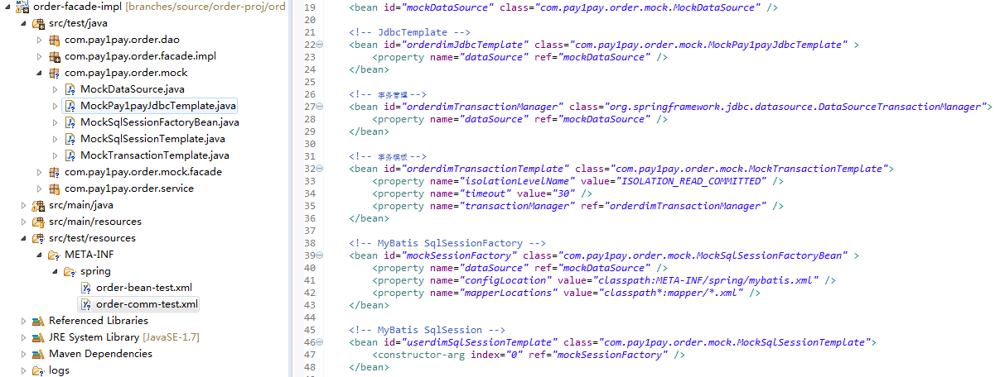 order-facade-impl [branches/source/order-proj/ord
src/test/java
com.pay1pay.order.dao
com.pay1pay.order.facade.impl
com.pay1pay.order.mock
MockDataSource.java
MockPay1payJdbcTemplate.java
MockSqlSessionFactoryBean.java
MockSqlSessionTemplate.java
MockTransactionTemplate.java
com.pay1pay.order.mock.facade
com.pay1pay.order.service
src/main/java
src/main/resources
src/test/resources
META-INF
spring
order-bean-test.xml
order-comm-test.xml
Referenced Libraries
JRE System Library [JavaSE-1.7]
Maven Dependencies
logs
19 <bean id="mockDataSource" class="com.pay1pay.order.mock.MockDataSource" />
20
21 <!-- JdbcTemplate -->
22 <bean id="orderdimJdbcTemplate" class="com.pay1pay.order.mock.MockPay1payJdbcTemplate" >
23 <property name="dataSource" ref="mockDataSource" />
24 </bean>
25
26 <!-- 事务管理 -->
27 <bean id="orderdimTransactionManager" class="org.springframework.jdbc.datasource.DataSourceTransactionManager">
28 <property name="dataSource" ref="mockDataSource" />
29 </bean>
30
31 <!-- 事务模板 -->
32 <bean id="orderdimTransactionTemplate" class="com.pay1pay.order.mock.MockTransactionTemplate">
33 <property name="isolationLevelName" value="ISOLATION_READ_COMMITTED" />
34 <property name="timeout" value="30" />
35 <property name="transactionManager" ref="orderdimTransactionManager" />
36 </bean>
37
38 <!-- MyBatis SqlSessionFactory -->
39 <bean id="mockSessionFactory" class="com.pay1pay.order.mock.MockSqlSessionFactoryBean" >
40 <property name="dataSource" ref="mockDataSource" />
41 <property name="configLocation" value="classpath:META-INF/spring/mybatis.xml" />
42 <property name="mapperLocations" value="classpath*:mapper/*.xml" />
43 </bean>
44
45 <!-- MyBatis SqlSession -->
46 <bean id="userdimSqlSessionTemplate" class="com.pay1pay.order.mock.MockSqlSessionTemplate">
47 <constructor-arg index="0" ref="mockSessionFactory" />
48 </bean>